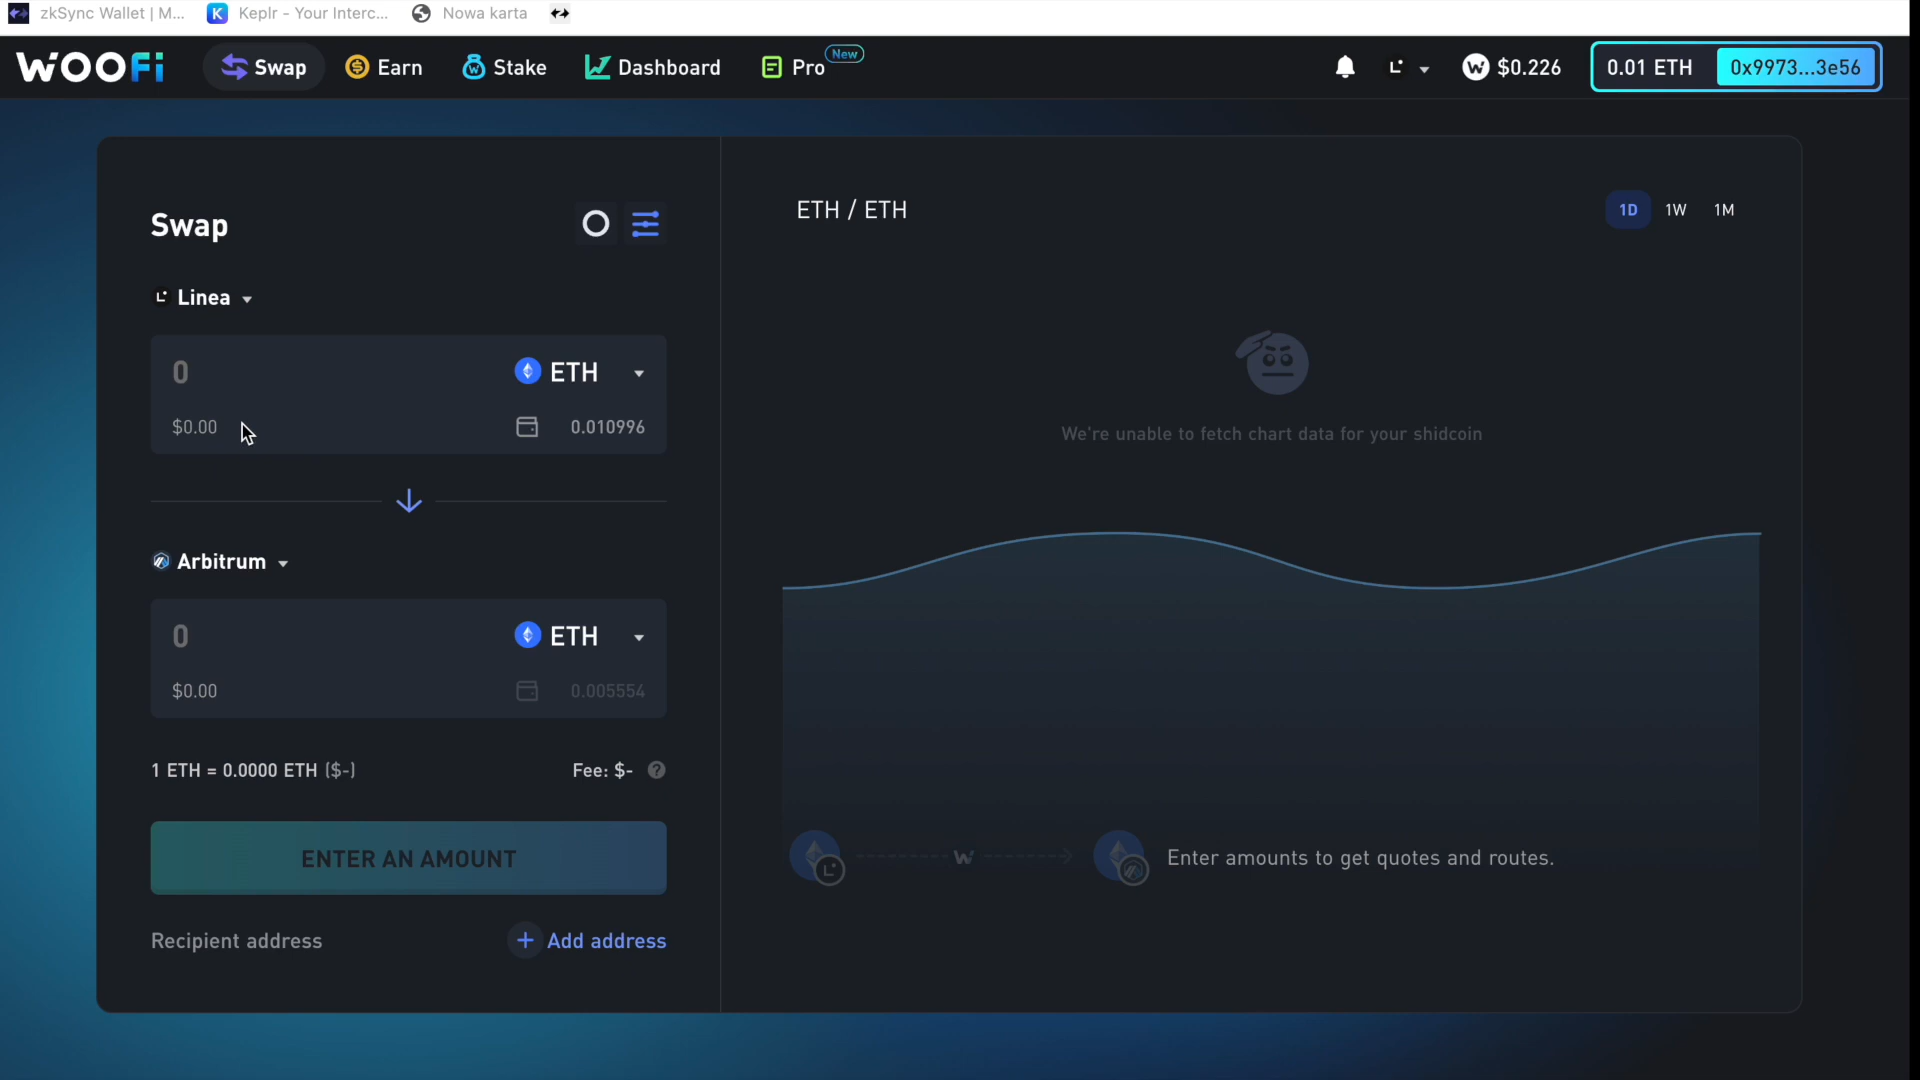 zkSync Wallet | M...
Keplr - Your Interc...
Nowa karta
WOOFi
Swap
Earn
Stake
Dashboard
Pro
New
$0.226
0.01 ETH
0x9973...3e56
Swap
Linea
0
ETH
$0.00
0.010996
Arbitrum
0
ETH
$0.00
0.005554
1 ETH = 0.0000 ETH ($-)
Fee: $-
?
ENTER AN AMOUNT
Recipient address
+ Add address
ETH / ETH
1D
1W
1M
We're unable to fetch chart data for your shidcoin
Enter amounts to get quotes and routes.